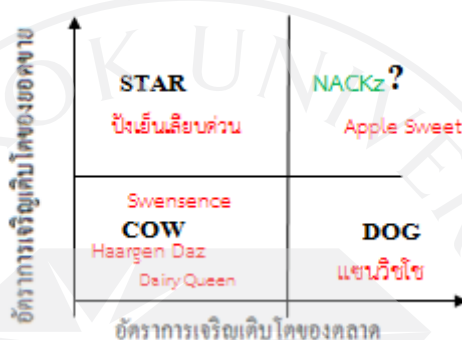 อัตราการเจริญเติบโตของยอดขาย
STAR
ปังเย็นเสียบด่วน
NACKz?
Apple Sweet
Swensence
COW
Haargen Daz
Dairy Queen
DOG
แซนวิชโช
อัตราการเจริญเติบโตของตลาด